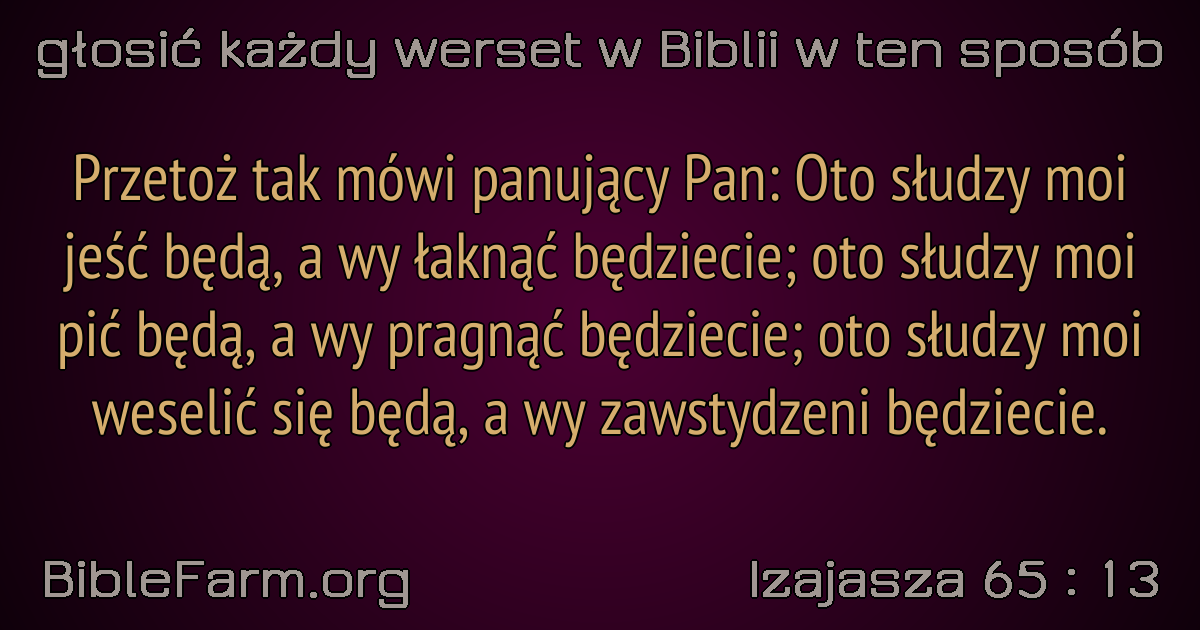 głosić każdy werset w Biblii w ten sposób
Przetoż tak mówi panujący Pan: Oto słudzy moi
jeść będą, a wy łaknąć będziecie; oto słudzy moi
pić będą, a wy pragnąć będziecie; oto słudzy moi
weselić się będą, a wy zawstydzeni będziecie.
BibleFarm.org
Izajasza 65 : 13